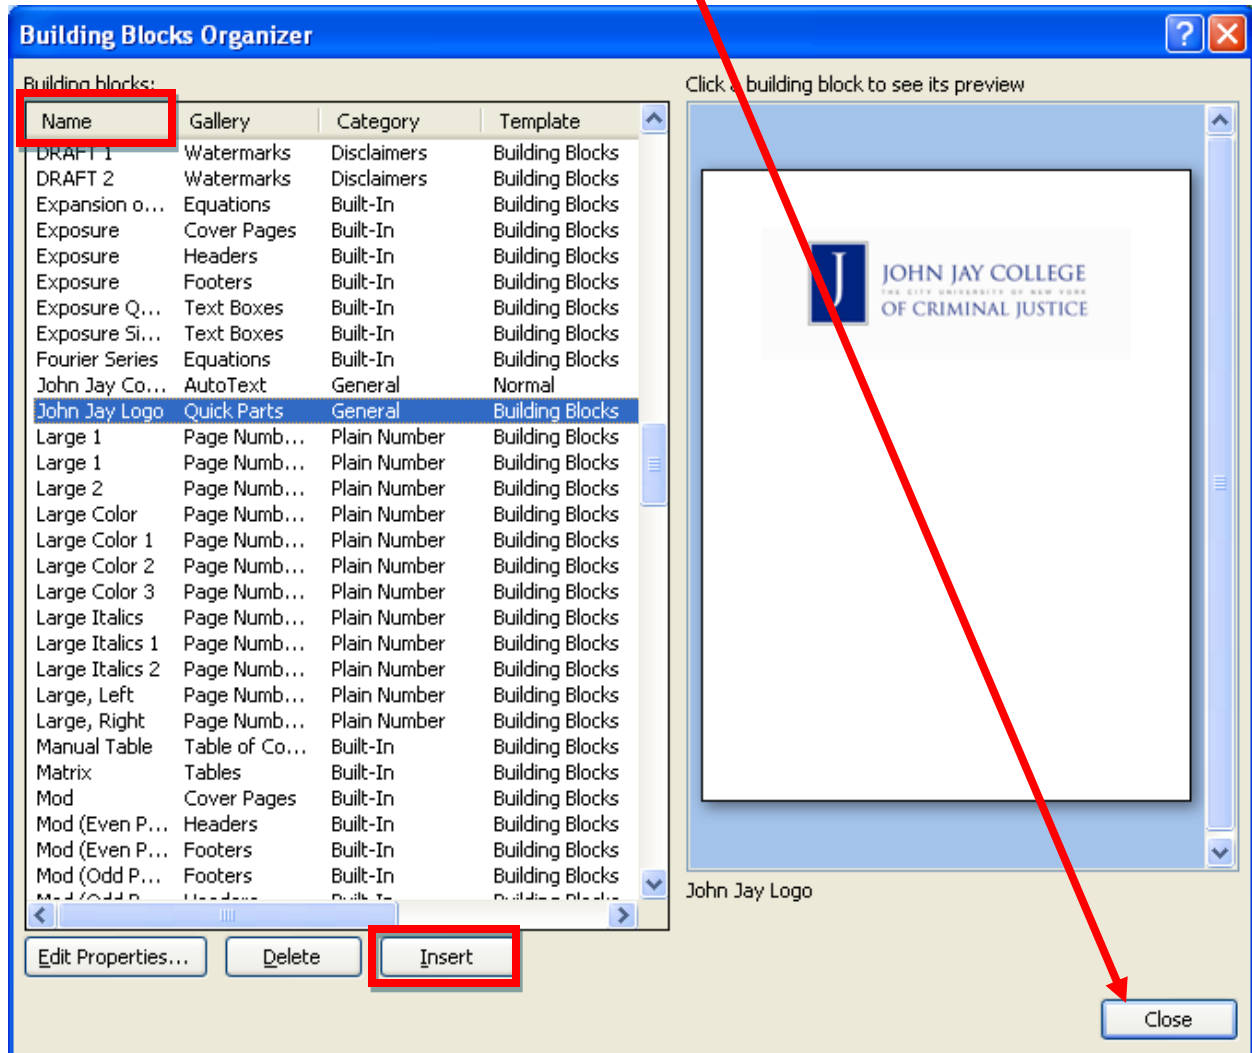 Building Blocks Organizer
Building blocks:
Click a building block to see its preview
Name Gallery Category Template
DRAFT 1 Watermarks Disclaimers Building Blocks
DRAFT 2 Watermarks Disclaimers Building Blocks
Expansion o... Equations Built-In Building Blocks
Exposure Cover Pages Built-In Building Blocks
Exposure Headers Built-In Building Blocks
Exposure Footers Built-In Building Blocks
Exposure Q... Text Boxes Built-In Building Blocks
Exposure Si... Text Boxes Built-In Building Blocks
Fourier Series Equations Built-In Building Blocks
John Jay Co... AutoText General Normal
John Jay Logo Quick Parts General Building Blocks
Large 1 Page Numb... Plain Number Building Blocks
Large 1 Page Numb... Plain Number Building Blocks
Large 2 Page Numb... Plain Number Building Blocks
Large Color Page Numb... Plain Number Building Blocks
Large Color 1 Page Numb... Plain Number Building Blocks
Large Color 2 Page Numb... Plain Number Building Blocks
Large Color 3 Page Numb... Plain Number Building Blocks
Large Italics Page Numb... Plain Number Building Blocks
Large Italics 1 Page Numb... Plain Number Building Blocks
Large Italics 2 Page Numb... Plain Number Building Blocks
Large, Left Page Numb... Plain Number Building Blocks
Large, Right Page Numb... Plain Number Building Blocks
Manual Table Table of Co... Built-In Building Blocks
Matrix Tables Built-In Building Blocks
Mod Cover Pages Built-In Building Blocks
Mod (Even P... Headers Built-In Building Blocks
Mod (Even P... Footers Built-In Building Blocks
Mod (Odd P... Footers Built-In Building Blocks
Mod (Odd P... Headers Built-In Building Blocks
J
JOHN JAY COLLEGE
THE CITY UNIVERSITY OF NEW YORK
OF CRIMINAL JUSTICE
John Jay Logo
Edit Properties... Delete Insert
Close